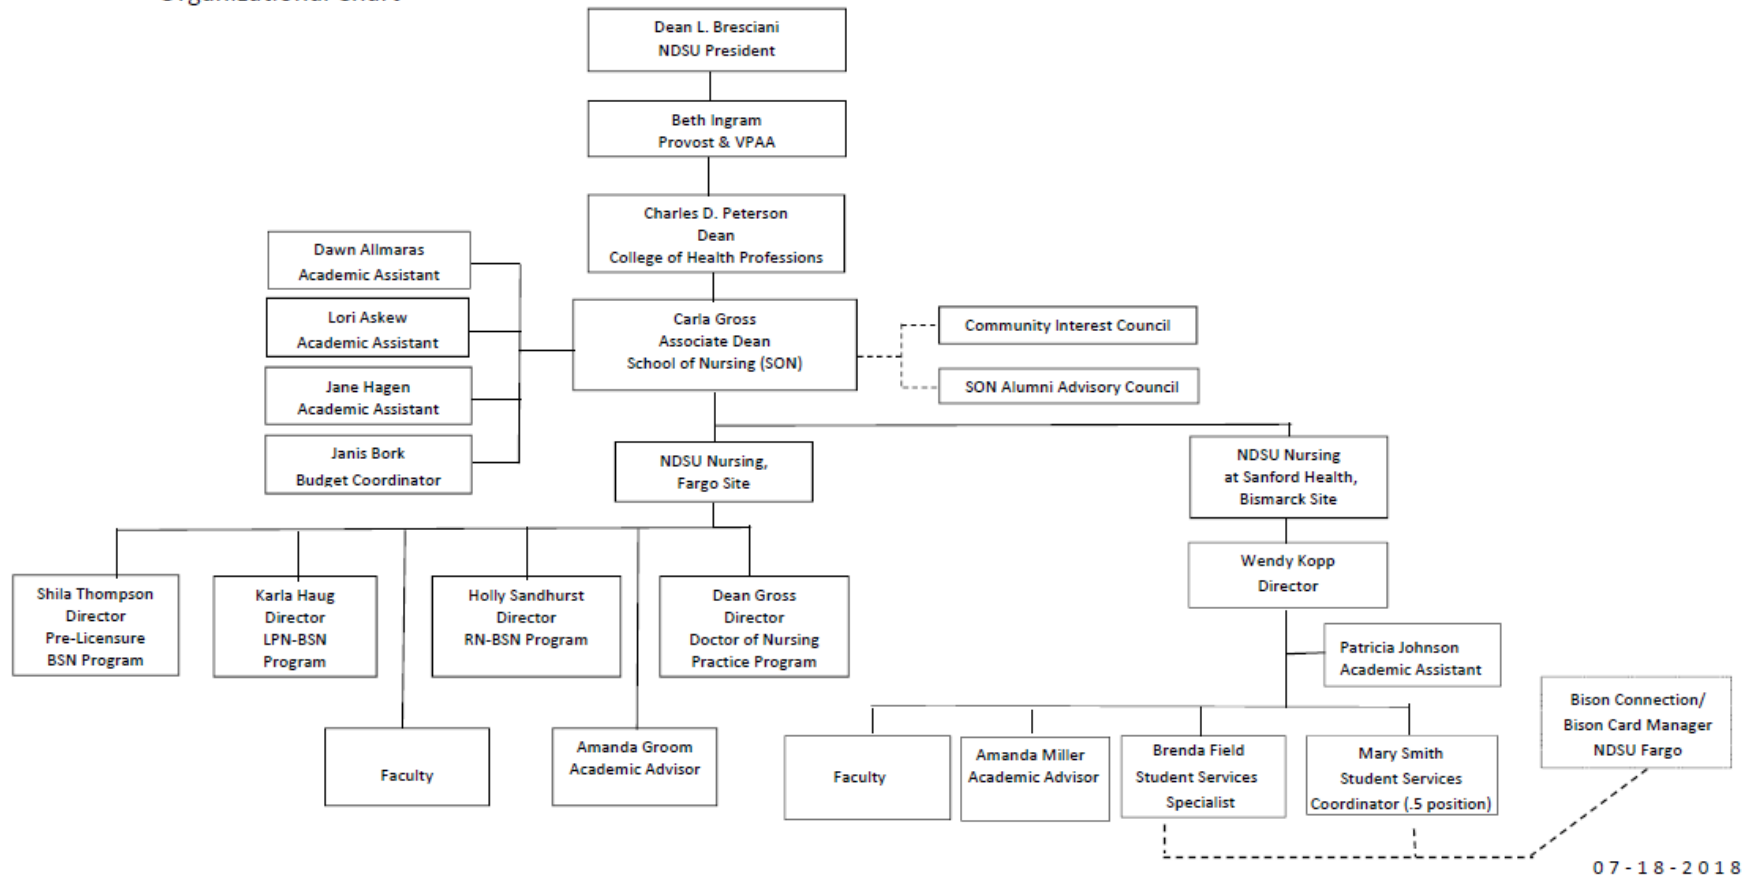 Organizational Chart
Dean L. Bresciani
NDSU President
Beth Ingram
Provost & VPAA
Charles D. Peterson
Dean
College of Health Professions
Dawn Allmaras
Academic Assistant
Lori Askew
Academic Assistant
Jane Hagen
Academic Assistant
Janis Bork
Budget Coordinator
Carla Gross
Associate Dean
School of Nursing (SON)
Community Interest Council
SON Alumni Advisory Council
NDSU Nursing,
Fargo Site
NDSU Nursing
at Sanford Health,
Bismarck Site
Shila Thompson
Director
Pre-Licensure
BSN Program
Karla Haug
Director
LPN-BSN
Program
Holly Sandhurst
Director
RN-BSN Program
Dean Gross
Director
Doctor of Nursing
Practice Program
Wendy Kopp
Director
Patricia Johnson
Academic Assistant
Faculty
Amanda Groom
Academic Advisor
Faculty
Amanda Miller
Academic Advisor
Brenda Field
Student Services
Specialist
Mary Smith
Student Services
Coordinator (.5 position)
Bison Connection/
Bison Card Manager
NDSU Fargo
07-18-2018